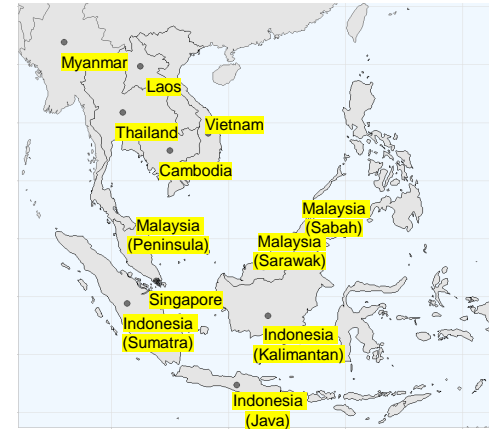 Myanmar
Laos
Thailand
Vietnam
Cambodia
Malaysia
(Peninsula)
Malaysia
(Sabah)
Malaysia
(Sarawak)
Singapore
Indonesia
(Sumatra)
Indonesia
(Kalimantan)
Indonesia
(Java)